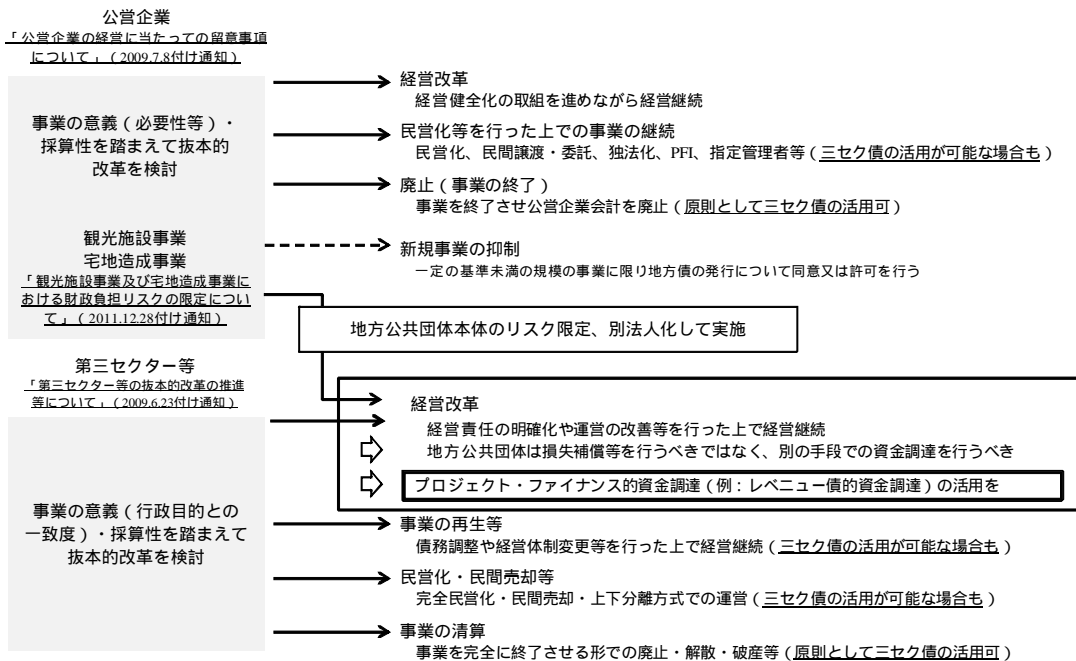 公営企業
「公営企業の経営に当たっての留意事項
について」（2009.7.8付け通知）
事業の意義（必要性等）・
採算性を踏まえて抜本的
改革を検討
経営改革
経営健全化の取組を進めながら経営継続
民営化等を行った上での事業の継続
民営化、民間譲渡・委託、独法化、PFI、指定管理者等（三セク債の活用が可能な場合も）
廃止（事業の終了）
事業を終了させ公営企業会計を廃止（原則として三セク債の活用可）
観光施設事業
宅地造成事業
「観光施設事業及び宅地造成事業に
おける財政負担リスクの限定につい
て」（2011.12.28付け通知）
新規事業の抑制
一定の基準未満の規模の事業に限り地方債の発行について同意又は許可を行う
地方公共団体本体のリスク限定、別法人化して実施
第三セクター等
「第三セクター等の抜本的改革の推進
等について」（2009.6.23付け通知）
事業の意義（行政目的との
一致度）・採算性を踏まえて
抜本的改革を検討
経営改革
経営責任の明確化や運営の改善等を行った上で経営継続
地方公共団体は損失補償等を行うべきではなく、別の手段での資金調達を行うべき
プロジェクト・ファイナンス的資金調達（例：レベニュー債的資金調達）の活用を
事業の再生等
債務調整や経営体制変更等を行った上で経営継続（三セク債の活用が可能な場合も）
民営化・民間売却等
完全民営化・民間売却・上下分離方式での運営（三セク債の活用が可能な場合も）
事業の清算
事業を完全に終了させる形での廃止・解散・破産等（原則として三セク債の活用可）